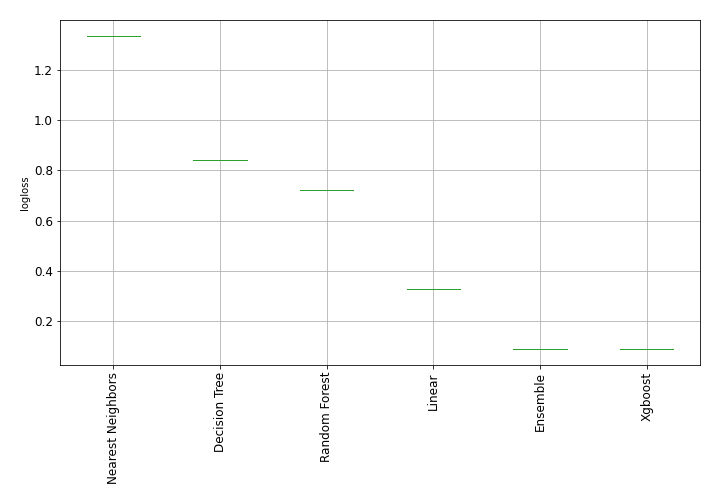 logloss
1.2
1.0
0.8
0.6
0.4
0.2
Nearest Neighbors
Decision Tree
Random Forest
Linear
Ensemble
Xgboost